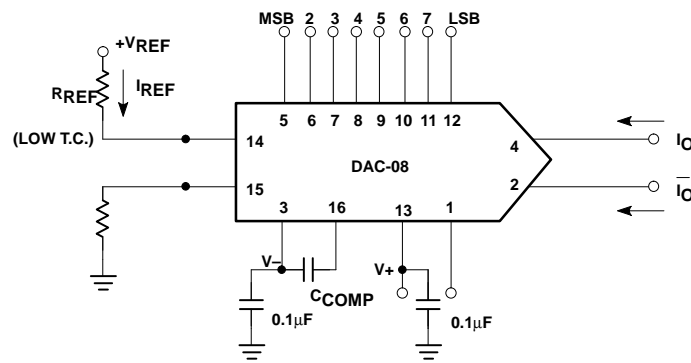 MSB 2 3 4 5 6 7 LSB
+VREF
RREF
IREF
(LOW T.C.)
5 6 7 8 9 10 11 12
14
4
IO
DAC-08
15
2
I̅O̅
3 16 13 1
V–
V+
CCOMP
0.1µF
0.1µF